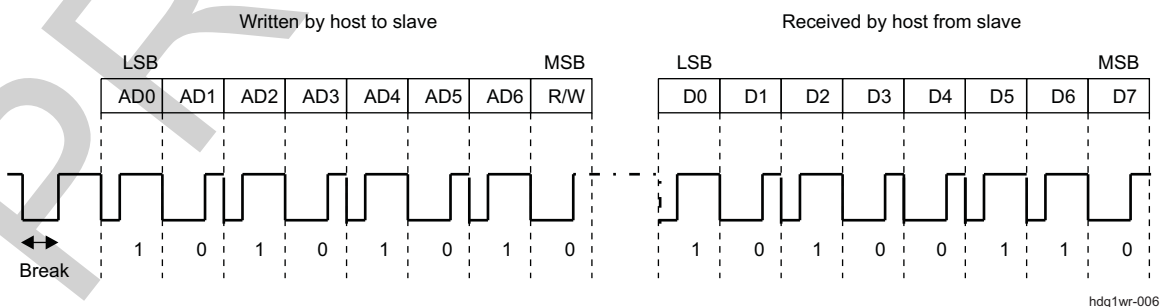 Written by host to slave Received by host from slave
LSB MSB LSB MSB
AD0 AD1 AD2 AD3 AD4 AD5 AD6 R/W D0 D1 D2 D3 D4 D5 D6 D7
1 0 1 0 1 0 1 0 1 0 1 0 0 1 1 0
Break
hdq1wr-006